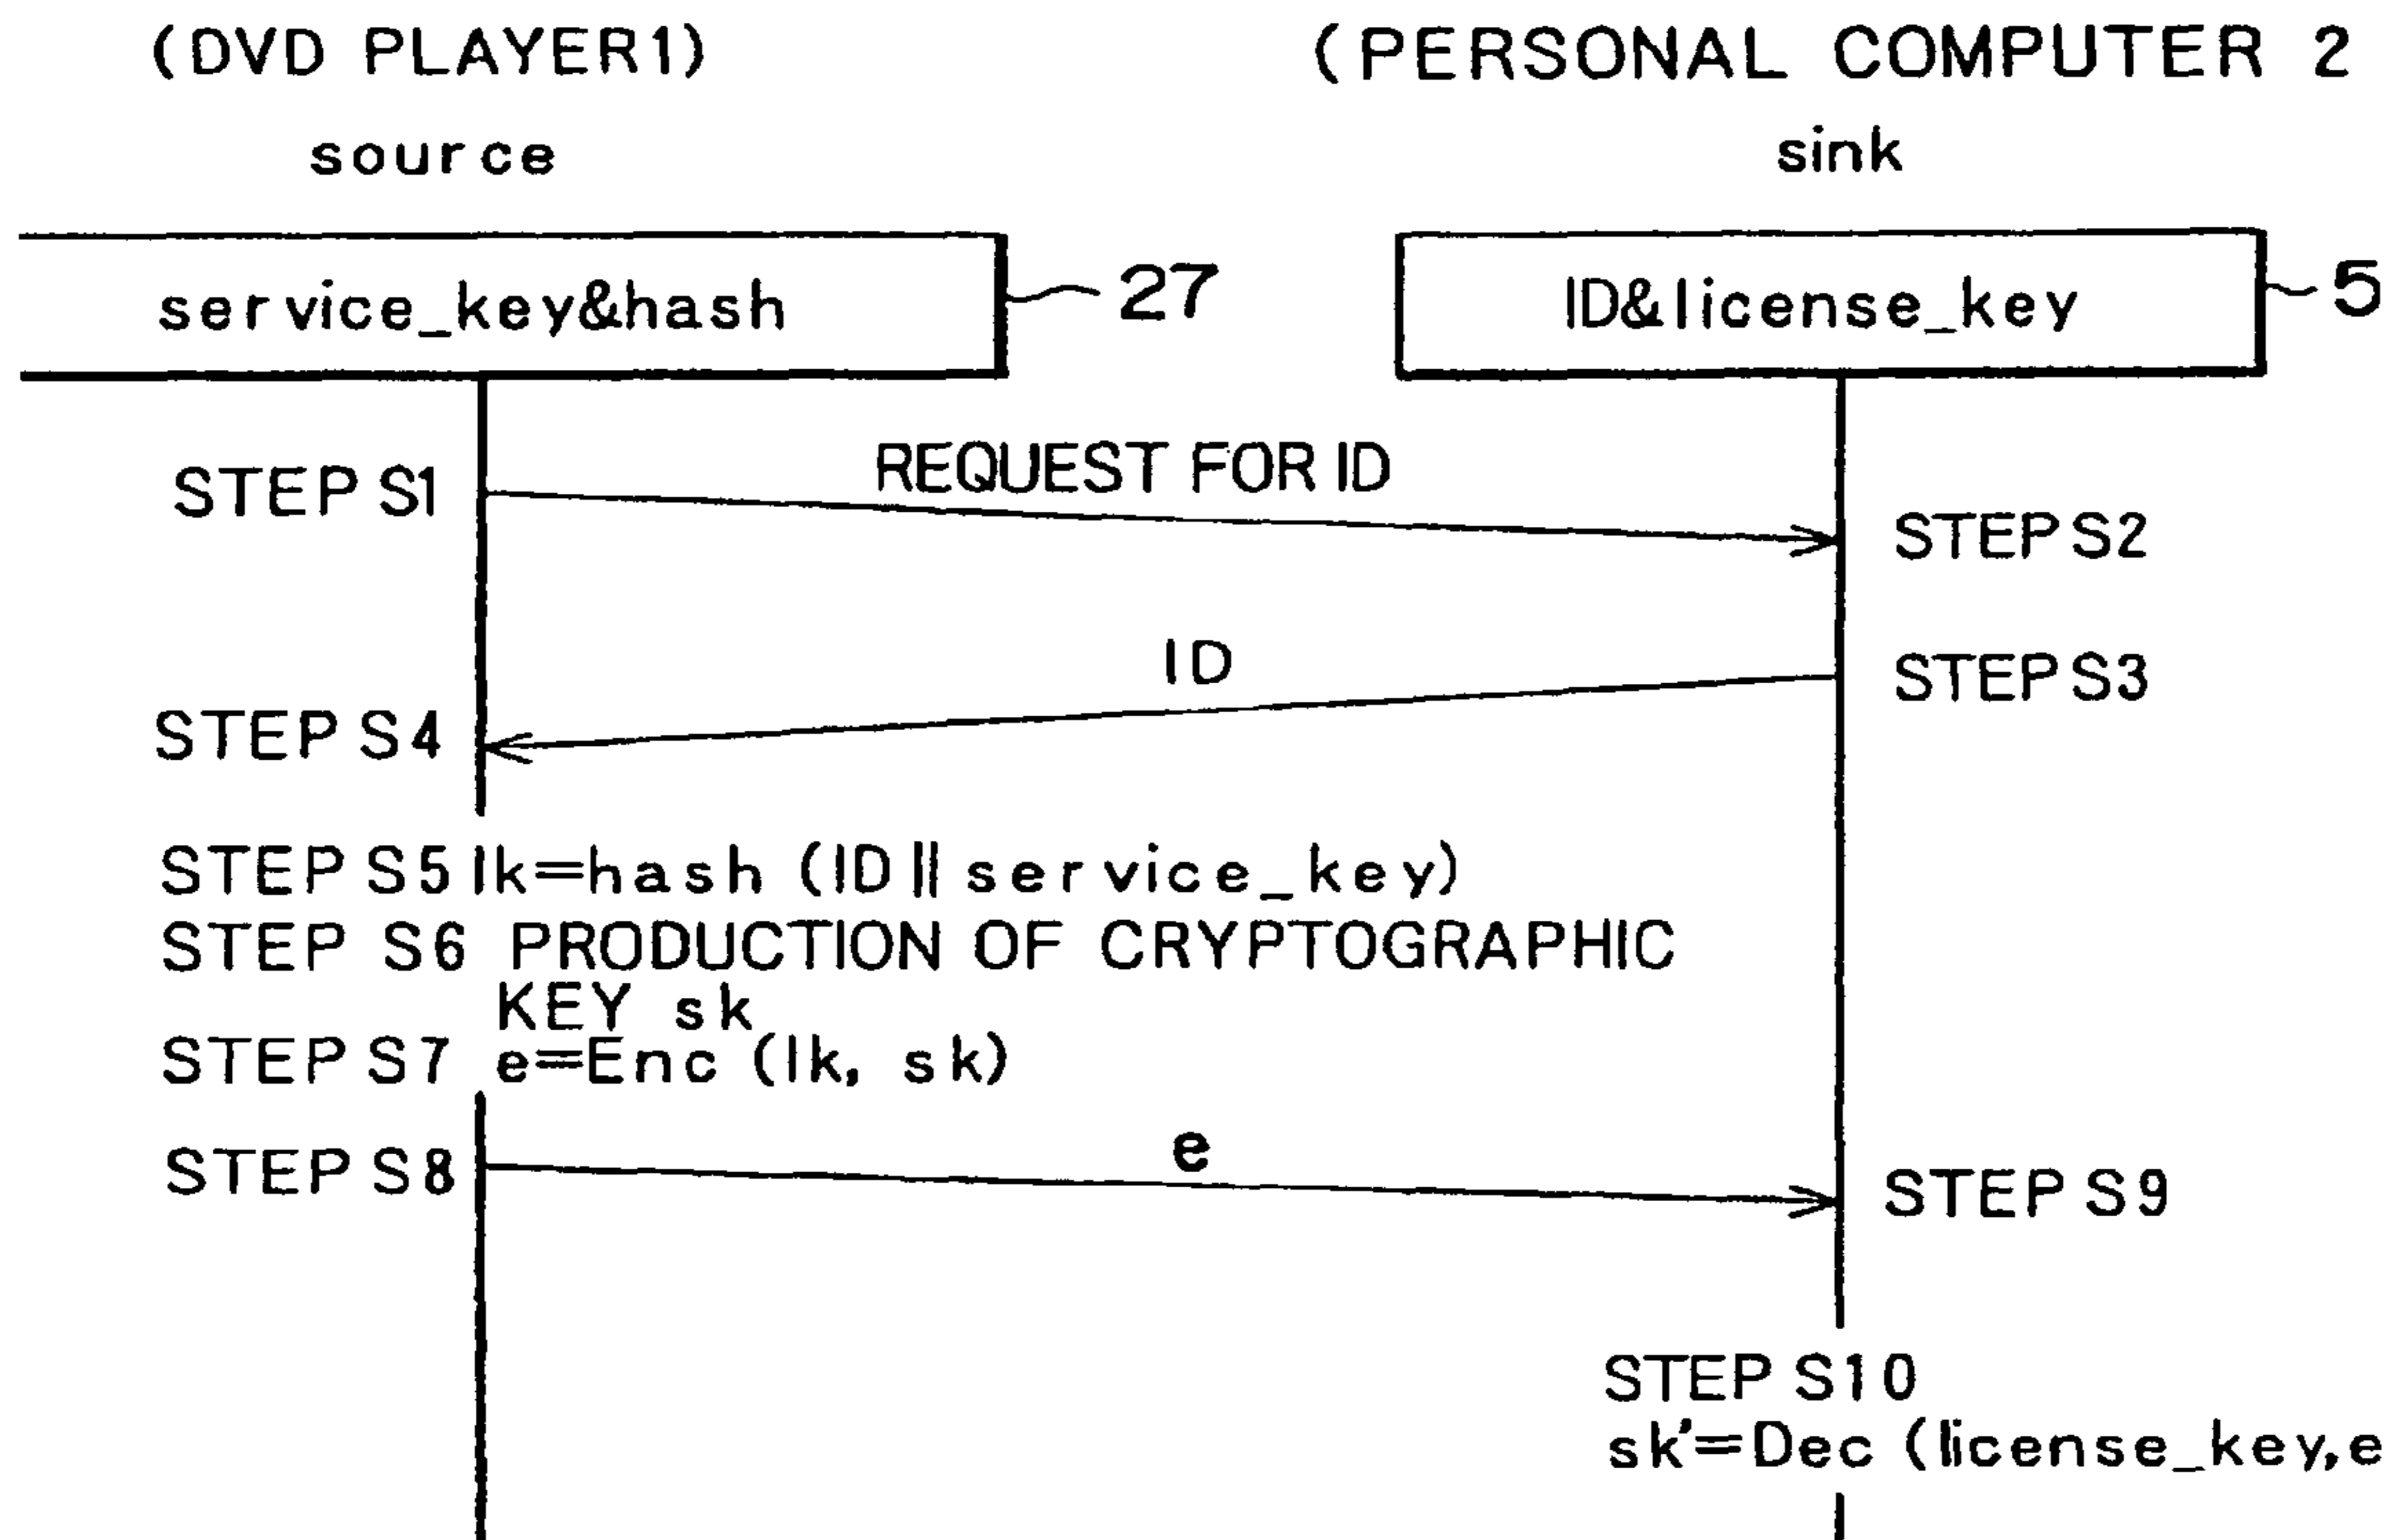 (DVD PLAYER1)
(PERSONAL COMPUTER 2
source
sink
service_key&hash
27
ID&license_key
5
REQUEST FOR ID
STEP S1
STEP S2
ID
STEP S3
STEP S4
STEP S5 lk=hash (ID || service_key)
STEP S6 PRODUCTION OF CRYPTOGRAPHIC
KEY sk
STEP S7 e=Enc (lk, sk)
e
STEP S8
STEP S9
STEP S10
sk'=Dec (license_key,e